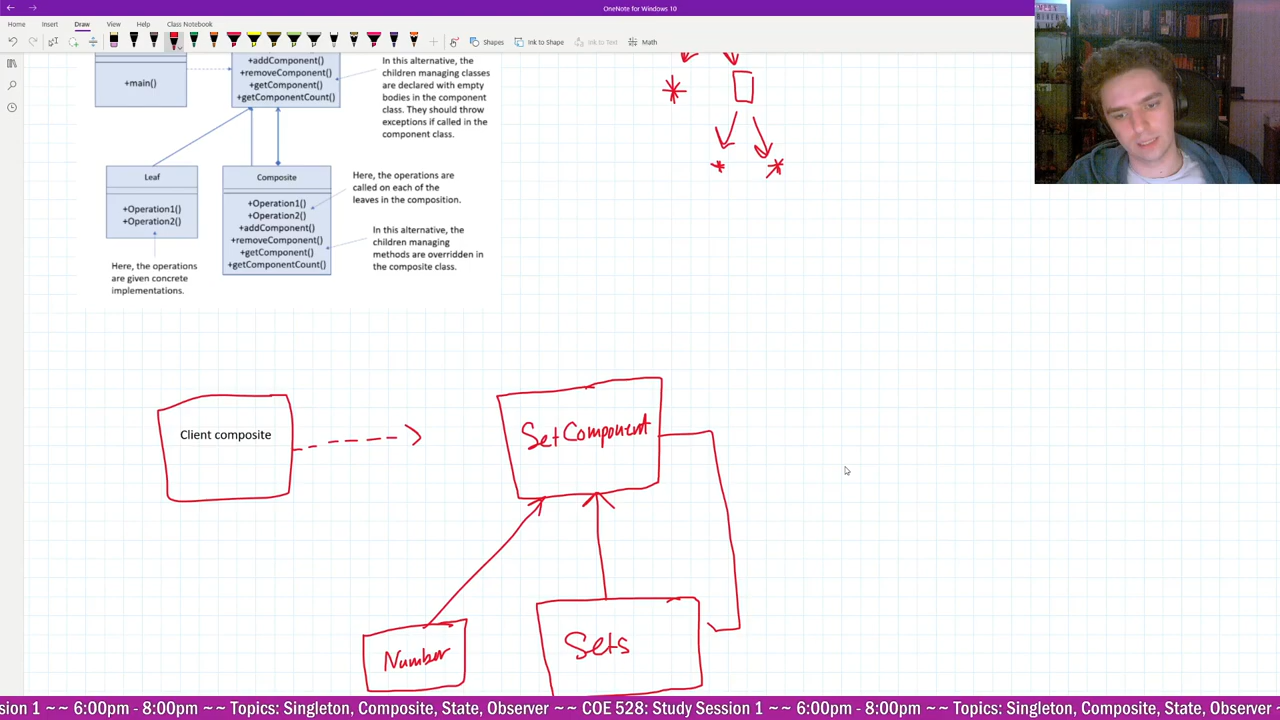 OneNote for Windows 10
Home Insert Draw View Help Class Notebook
Shapes Ink to Shape Ink to Text Math
+main()
+addComponent()
+removeComponent()
+getComponent()
+getComponentCount()
In this alternative, the
children managing classes
are declared with empty
bodies in the component
class. They should throw
exceptions if called in the
component class.
Leaf
+Operation1()
+Operation2()
Composite
+Operation1()
+Operation2()
+addComponent()
+removeComponent()
+getComponent()
+getComponentCount()
Here, the operations are
called on each of the
leaves in the composition.
In this alternative, the
children managing
methods are overridden in
the composite class.
Here, the operations
are given concrete
implementations.
Client composite
SetComponent
Number
Sets
ssion 1 ~~ 6:00pm - 8:00pm ~~ Topics: Singleton, Composite, State, Observer ~~ COE 528: Study Session 1 ~~ 6:00pm - 8:00pm ~~ Topics: Singleton, Composite, State, Observer ~